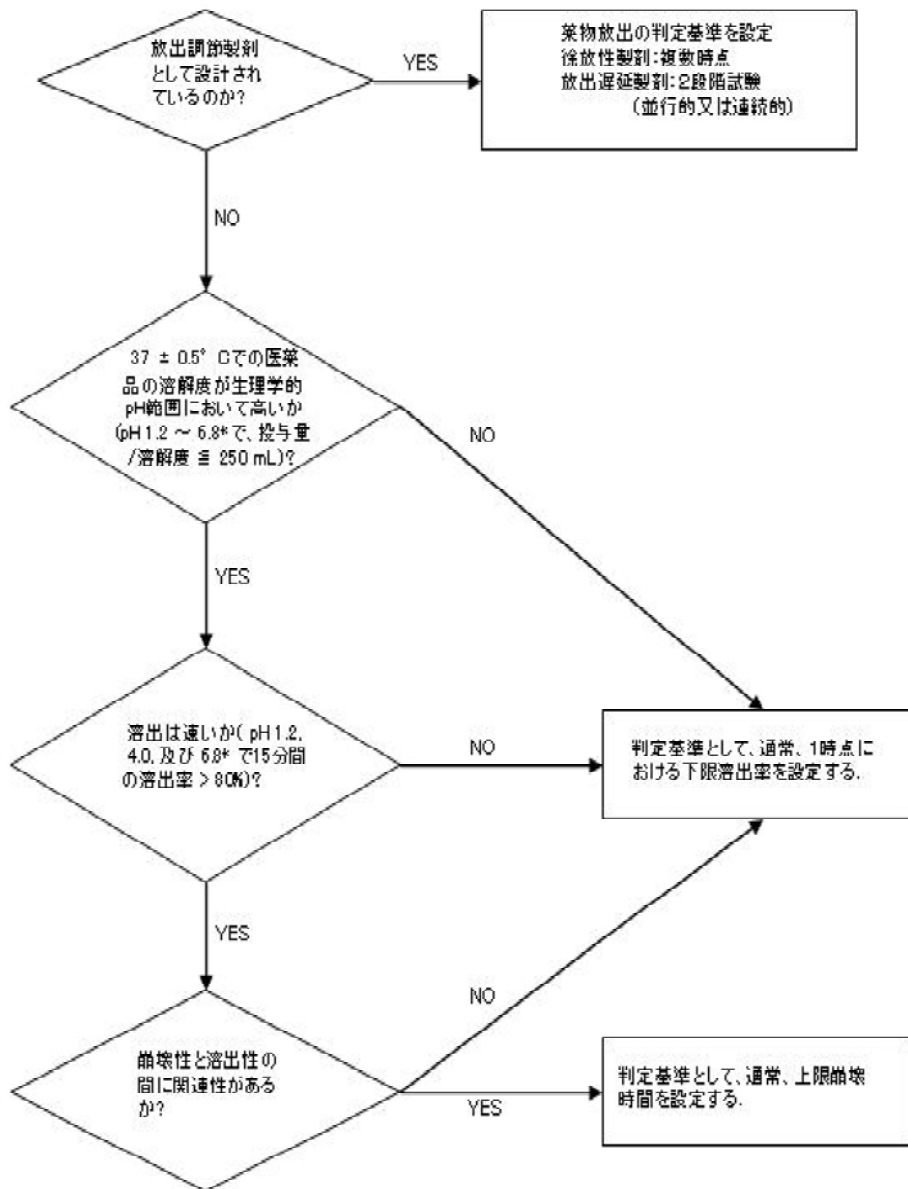 放出調節製剤
として設計され
ているのか?
YES
薬物放出の判定基準を設定
徐放性製剤:複数時点
放出遅延製剤:2段階試験
(並行的又は連続的)
NO
37 ± 0.5° Cでの医薬
品の溶解度が生理学的
pH範囲において高いか
(pH 1.2 ~ 6.8*で、投与量
/溶解度 ≦ 250 mL)?
NO
YES
溶出は速いか( pH 1.2,
4.0, 及び 6.8* で15分間
の溶出率 > 80%)?
NO
判定基準として、通常、1時点に
おける下限溶出率を設定する.
YES
崩壊性と溶出性の
間に関連性がある
か?
NO
YES
判定基準として、通常、上限崩壊
時間を設定する.